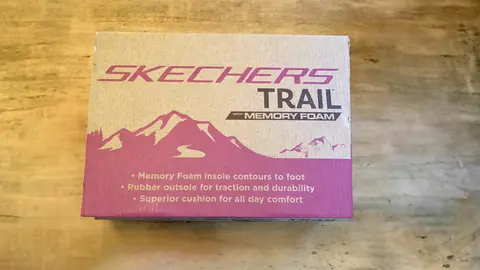 SKECHERS
TRAIL
WITH MEMORY FOAM
• Memory Foam insole contours to foot
• Rubber outsole for traction and durability
• Superior cushion for all day comfort